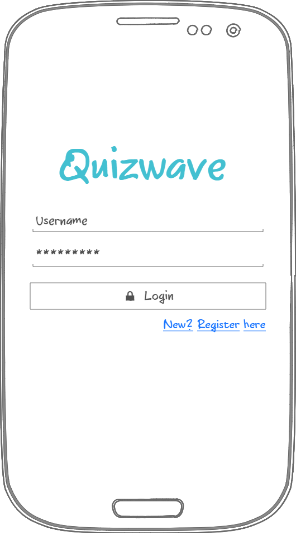 Quizwave
Username
*********
Login
New? Register here